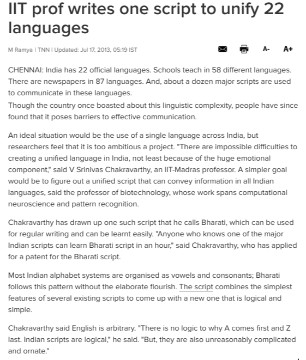 IIT prof writes one script to unify 22
languages
M Ramya | TNN | Updated: Jul 17, 2013, 05:19 IST
A-
A+
CHENNAI: India has 22 official languages. Schools teach in 58 different languages.
There are newspapers in 87 languages. And, about a dozen major scripts are used
to communicate in these languages.
Though the country once boasted about this linguistic complexity, people have since
found that it poses barriers to effective communication.
An ideal situation would be the use of a single language across India, but
researchers feel that it is too ambitious a project. "There are impossible difficulties to
creating a unified language in India, not least because of the huge emotional
component," said V Srinivas Chakravarthy, an IIT-Madras professor. A simpler goal
would be to figure out a unified script that can convey information in all Indian
languages, said the professor of biotechnology, whose work spans computational
neuroscience and pattern recognition.
Chakravarthy has drawn up one such script that he calls Bharati, which can be used
for regular writing and can be learnt easily. "Anyone who knows one of the major
Indian scripts can learn Bharati script in an hour," said Chakravarthy, who has applied
for a patent for the Bharati script.
Most Indian alphabet systems are organised as vowels and consonants; Bharati
follows this pattern without the elaborate flourish. The script combines the simplest
features of several existing scripts to come up with a new one that is logical and
simple.
Chakravarthy said English is arbitrary. "There is no logic to why A comes first and Z
last. Indian scripts are logical," he said. "But, they are also unreasonably complicated
and ornate."